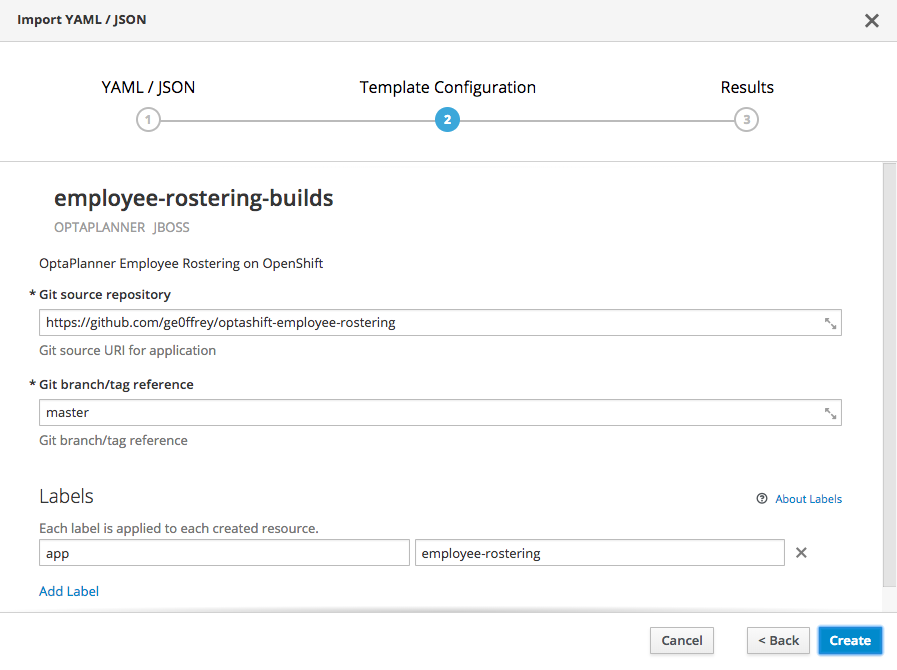 Import YAML / JSON
YAML / JSON
Template Configuration
Results
1
2
3
employee-rostering-builds
OPTAPLANNER JBOSS
OptaPlanner Employee Rostering on OpenShift
* Git source repository
https://github.com/ge0ffrey/optashift-employee-rostering
Git source URI for application
* Git branch/tag reference
master
Git branch/tag reference
Labels
About Labels
Each label is applied to each created resource.
app
employee-rostering
Add Label
Cancel
< Back
Create